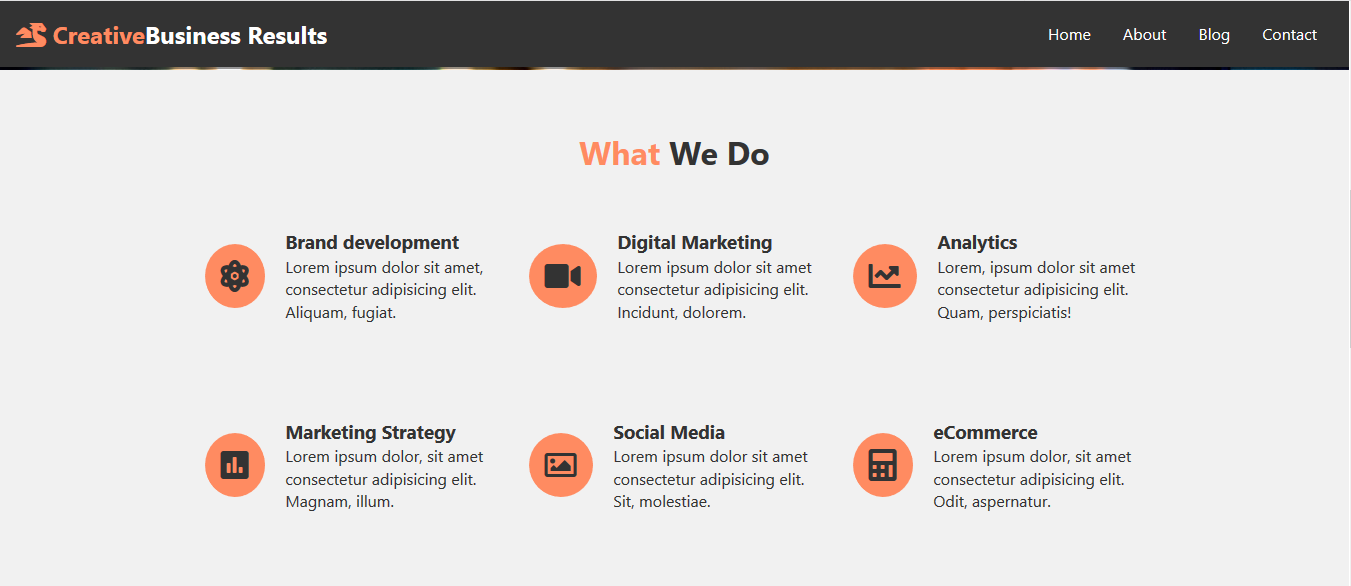 CreativeBusiness Results
Home About Blog Contact
What We Do
Brand development
Lorem ipsum dolor sit amet,
consectetur adipisicing elit.
Aliquam, fugiat.
Digital Marketing
Lorem ipsum dolor sit amet
consectetur adipisicing elit.
Incidunt, dolorem.
Analytics
Lorem, ipsum dolor sit amet
consectetur adipisicing elit.
Quam, perspiciatis!
Marketing Strategy
Lorem ipsum dolor, sit amet
consectetur adipisicing elit.
Magnam, illum.
Social Media
Lorem ipsum dolor sit amet
consectetur adipisicing elit.
Sit, molestiae.
eCommerce
Lorem ipsum dolor, sit amet
consectetur adipisicing elit.
Odit, aspernatur.